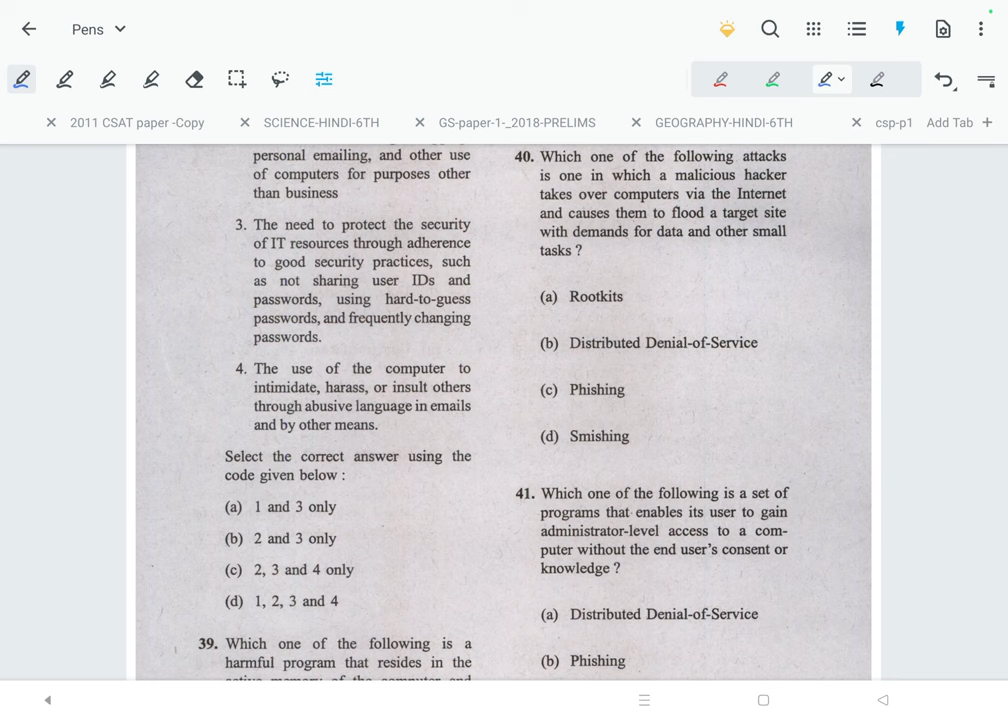 Pens
2011 CSAT paper -Copy
SCIENCE-HINDI-6TH
GS-paper-1-_2018-PRELIMS
GEOGRAPHY-HINDI-6TH
csp-p1
Add Tab
personal emailing, and other use
of computers for purposes other
than business
3. The need to protect the security
of IT resources through adherence
to good security practices, such
as not sharing user IDs and
passwords, using hard-to-guess
passwords, and frequently changing
passwords.
4. The use of the computer to
intimidate, harass, or insult others
through abusive language in emails
and by other means.
Select the correct answer using the
code given below :
(a) 1 and 3 only
(b) 2 and 3 only
(c) 2, 3 and 4 only
(d) 1, 2, 3 and 4
39. Which one of the following is a
harmful program that resides in the
active memory of the computer and
40. Which one of the following attacks
is one in which a malicious hacker
takes over computers via the Internet
and causes them to flood a target site
with demands for data and other small
tasks ?
(a) Rootkits
(b) Distributed Denial-of-Service
(c) Phishing
(d) Smishing
41. Which one of the following is a set of
programs that enables its user to gain
administrator-level access to a com-
puter without the end user's consent or
knowledge ?
(a) Distributed Denial-of-Service
(b) Phishing